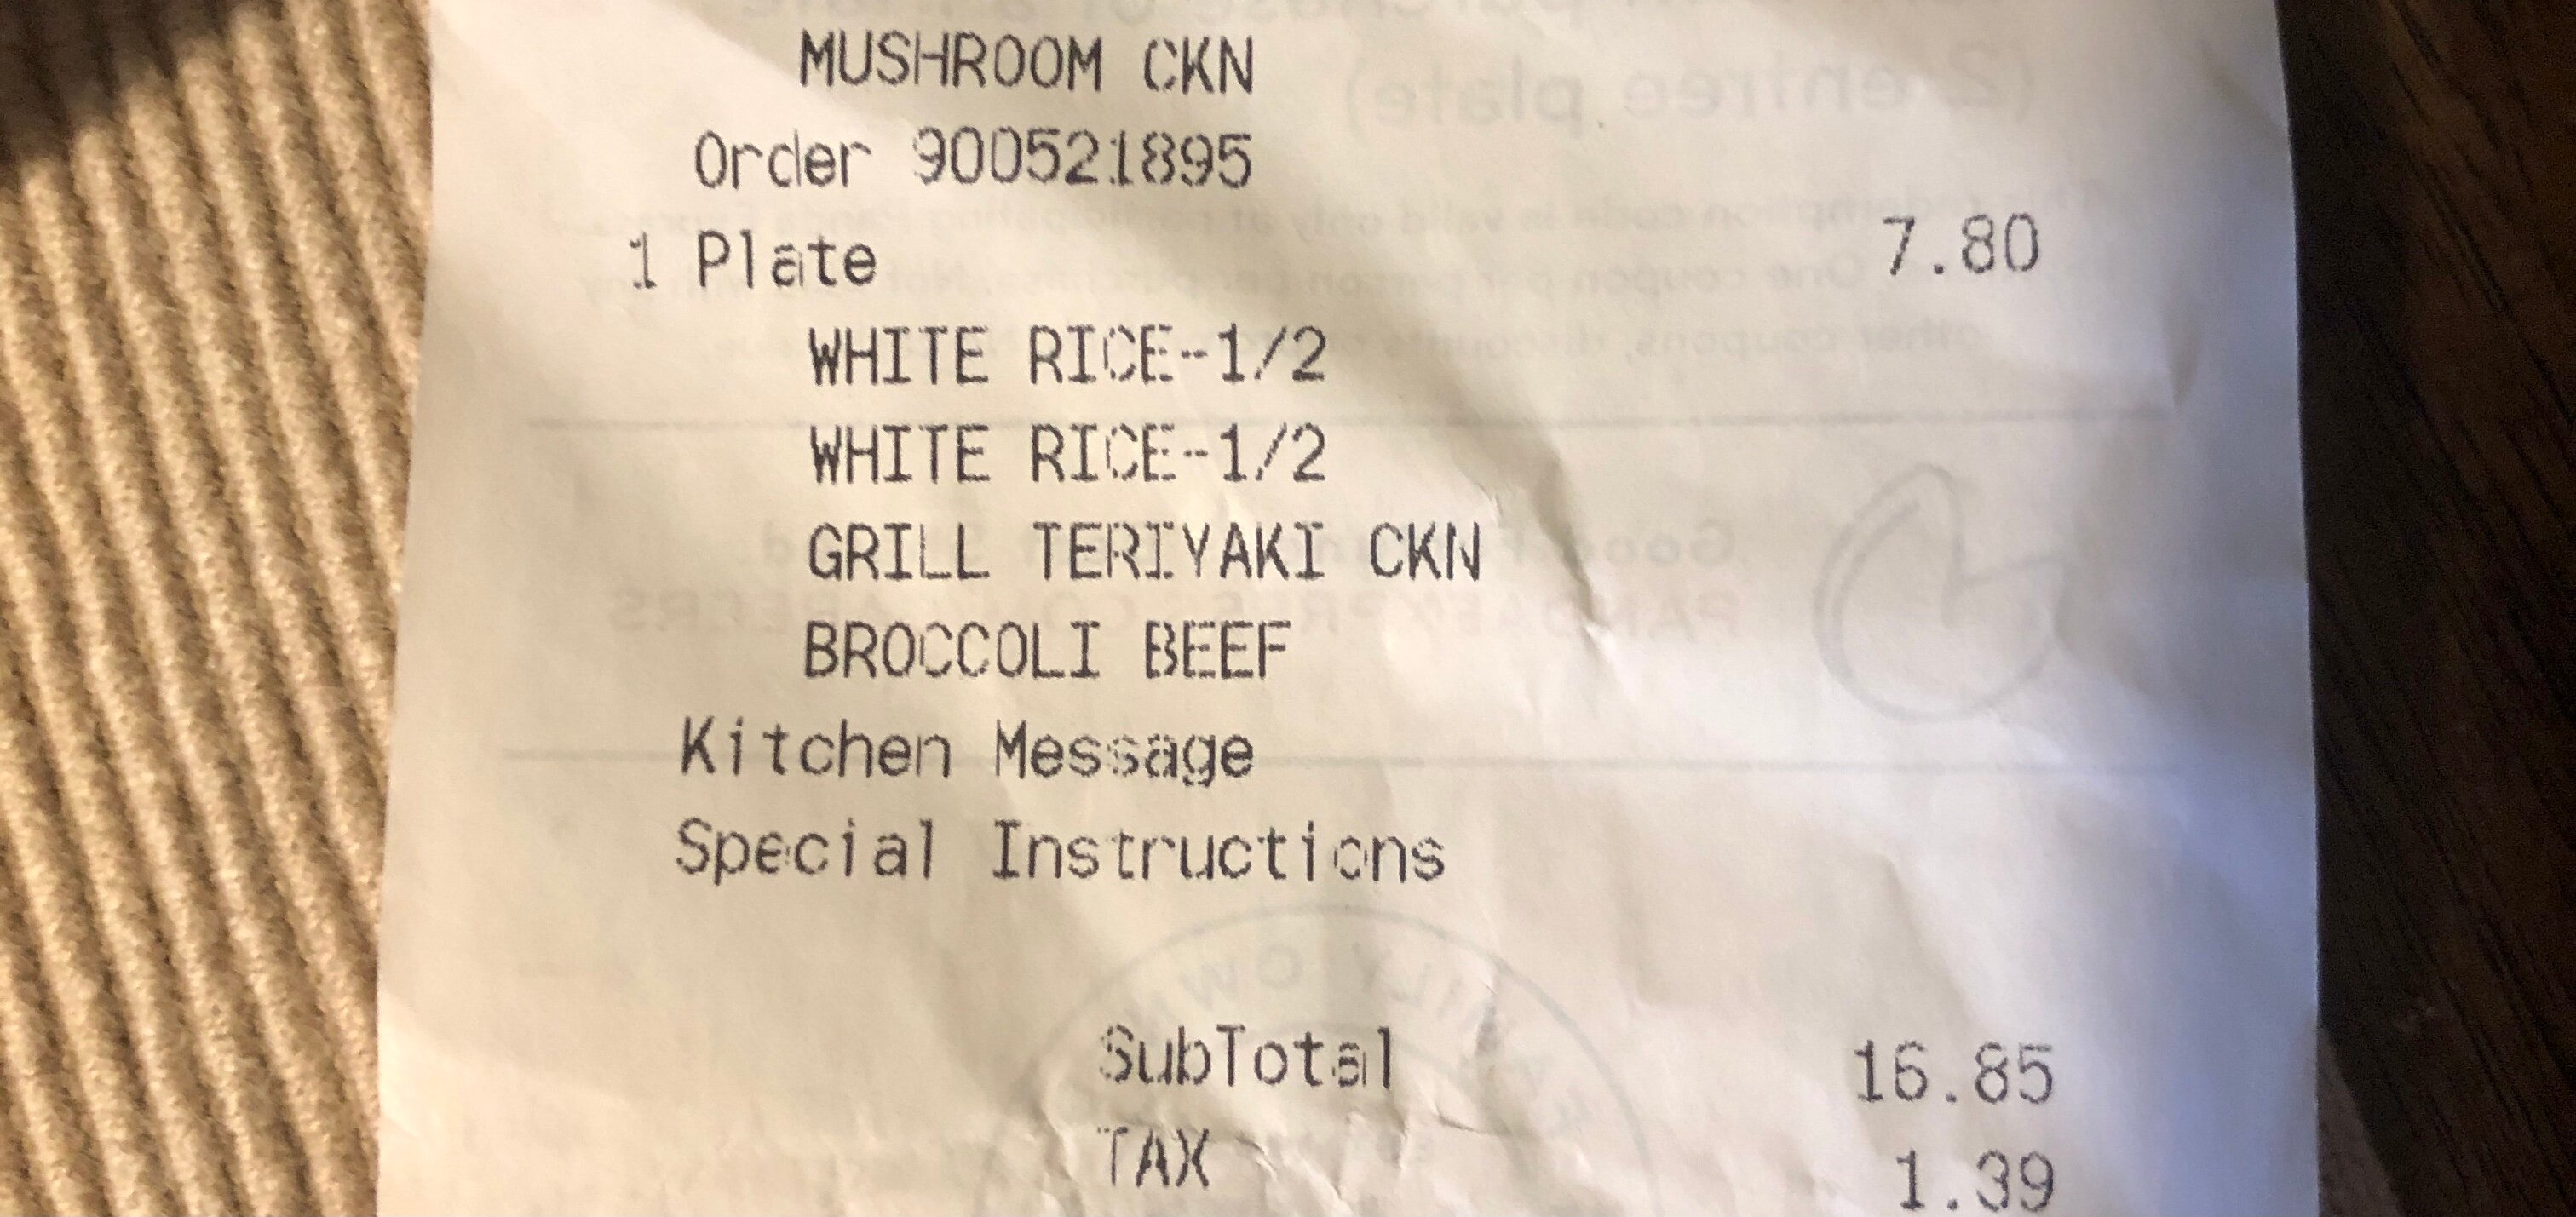 MUSHROOM CKN
Order 900521895
1 Plate 7.80
WHITE RICE-1/2
WHITE RICE-1/2
GRILL TERIYAKI CKN
BROCCOLI BEEF
Kitchen Message
Special Instructions
SubTotal 16.85
TAX 1.39